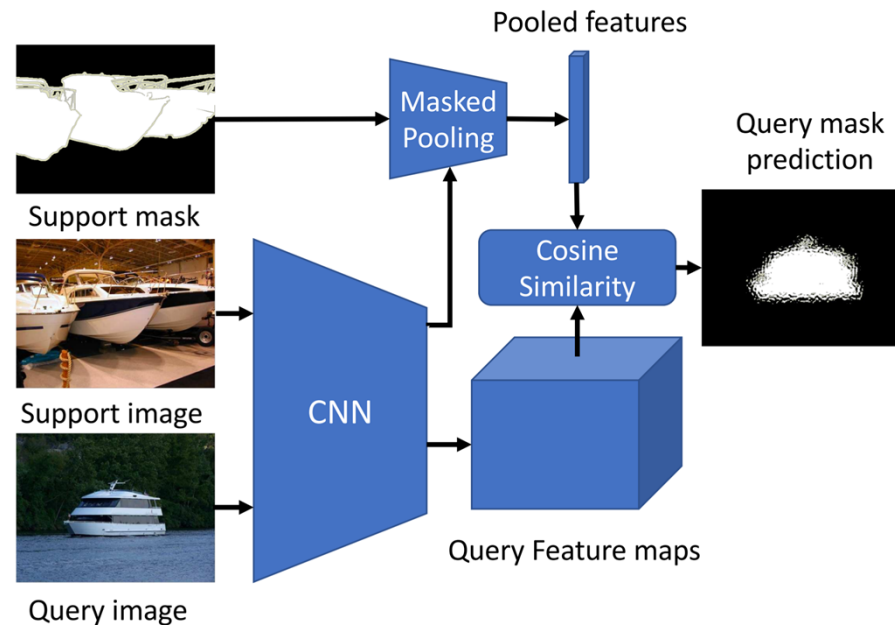 Pooled features
Masked
Pooling
Query mask
prediction
Support mask
Cosine
Similarity
Support image
CNN
Query Feature maps
Query image